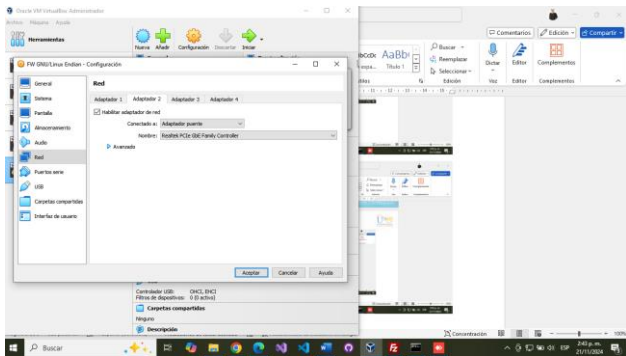 Oracle VM VirtualBox Administrador
Archivo Máquina Ayuda
Herramientas
Nueva Añadir Configuración Descartar Iniciar
FW GNU/Linux Endian - Configuración
General
Sistema
Pantalla
Almacenamiento
Audio
Red
Puertos serie
USB
Carpetas compartidas
Interfaz de usuario
Red
Adaptador 1 Adaptador 2 Adaptador 3 Adaptador 4
Habilitar adaptador de red
Conectado a: Adaptador puente
Nombre: Realtek PCIe GbE Family Controller
Avanzado
Aceptar Cancelar Ayuda
Controlador USB: OHCI, EHCI
Filtros de dispositivos: 0 (0 activo)
Carpetas compartidas
Ninguno
Descripción
Comentarios Edición Compartir
AaBb
Título 1
Buscar
Reemplazar
Seleccionar
Edición
Dictar
Voz
Editor
Editor
Complementos
Complementos
Concentración
100%
Buscar
ESP
2:40 p. m.
21/11/2024